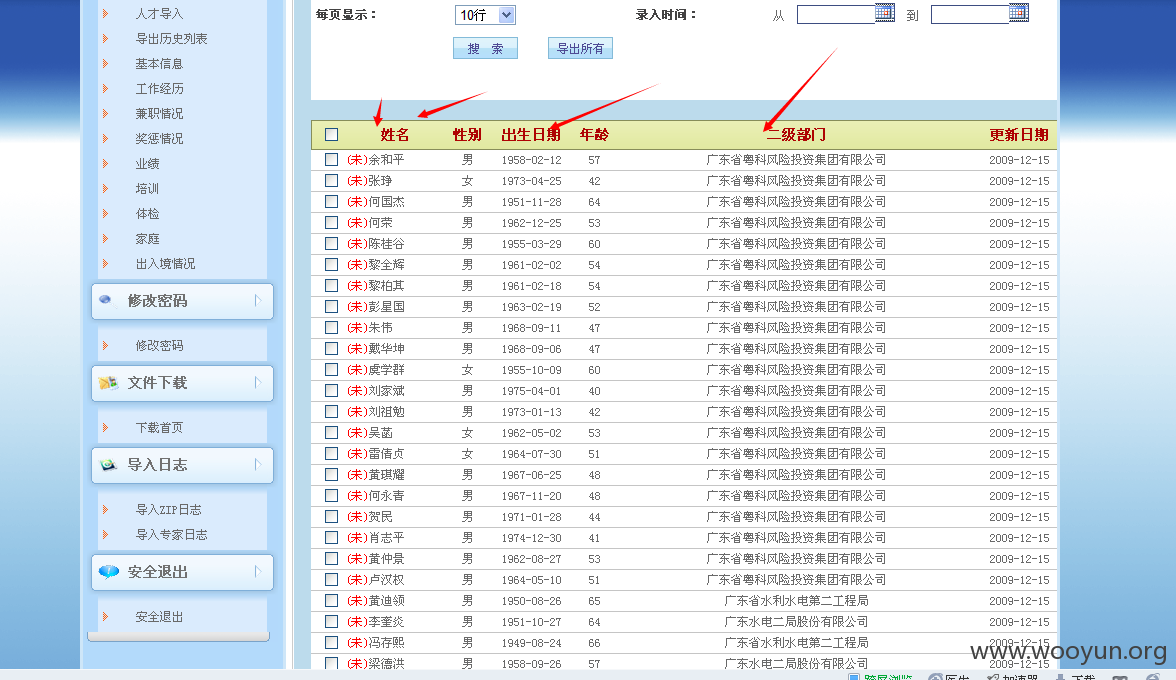 人才导入
导出历史列表
基本信息
工作经历
兼职情况
奖惩情况
业绩
培训
体检
家庭
出入境情况
修改密码
修改密码
文件下载
下载首页
导入日志
导入ZIP日志
导入专家日志
安全退出
安全退出
每页显示： 10行 录入时间： 从 到
搜 索 导出所有
姓名 性别 出生日期 年龄 二级部门 更新日期
(未)余和平 男 1958-02-12 57 广东省粤科风险投资集团有限公司 2009-12-15
(未)张琤 女 1973-04-25 42 广东省粤科风险投资集团有限公司 2009-12-15
(未)何国杰 男 1951-11-28 64 广东省粤科风险投资集团有限公司 2009-12-15
(未)何荣 男 1962-12-25 53 广东省粤科风险投资集团有限公司 2009-12-15
(未)陈桂谷 男 1955-03-29 60 广东省粤科风险投资集团有限公司 2009-12-15
(未)黎全辉 男 1961-02-02 54 广东省粤科风险投资集团有限公司 2009-12-15
(未)黎柏其 男 1961-02-18 54 广东省粤科风险投资集团有限公司 2009-12-15
(未)彭星国 男 1963-02-19 52 广东省粤科风险投资集团有限公司 2009-12-15
(未)朱伟 男 1968-09-11 47 广东省粤科风险投资集团有限公司 2009-12-15
(未)戴华坤 男 1968-09-06 47 广东省粤科风险投资集团有限公司 2009-12-15
(未)虞学群 女 1955-10-09 60 广东省粤科风险投资集团有限公司 2009-12-15
(未)刘家斌 男 1975-04-01 40 广东省粤科风险投资集团有限公司 2009-12-15
(未)刘祖勉 男 1973-01-13 42 广东省粤科风险投资集团有限公司 2009-12-15
(未)吴菡 女 1962-05-02 53 广东省粤科风险投资集团有限公司 2009-12-15
(未)雷倩贞 女 1964-07-30 51 广东省粤科风险投资集团有限公司 2009-12-15
(未)黄琪耀 男 1967-06-25 48 广东省粤科风险投资集团有限公司 2009-12-15
(未)何永青 男 1967-11-20 48 广东省粤科风险投资集团有限公司 2009-12-15
(未)贺民 男 1971-01-28 44 广东省粤科风险投资集团有限公司 2009-12-15
(未)肖志平 男 1974-12-30 41 广东省粤科风险投资集团有限公司 2009-12-15
(未)黄仲景 男 1962-08-27 53 广东省粤科风险投资集团有限公司 2009-12-15
(未)卢汉权 男 1964-05-10 51 广东省粤科风险投资集团有限公司 2009-12-15
(未)黄迪领 男 1950-08-26 65 广东省水利水电第二工程局 2009-12-15
(未)李奎炎 男 1951-10-27 64 广东水电二局股份有限公司 2009-12-15
(未)冯存熙 男 1949-08-24 66 广东省水利水电第二工程局 2009-12-15
(未)梁德洪 男 1958-09-26 57 广东水电二局股份有限公司 2009-12-15
www.wooyun.org
跨屏浏览 医生 加速器 下载